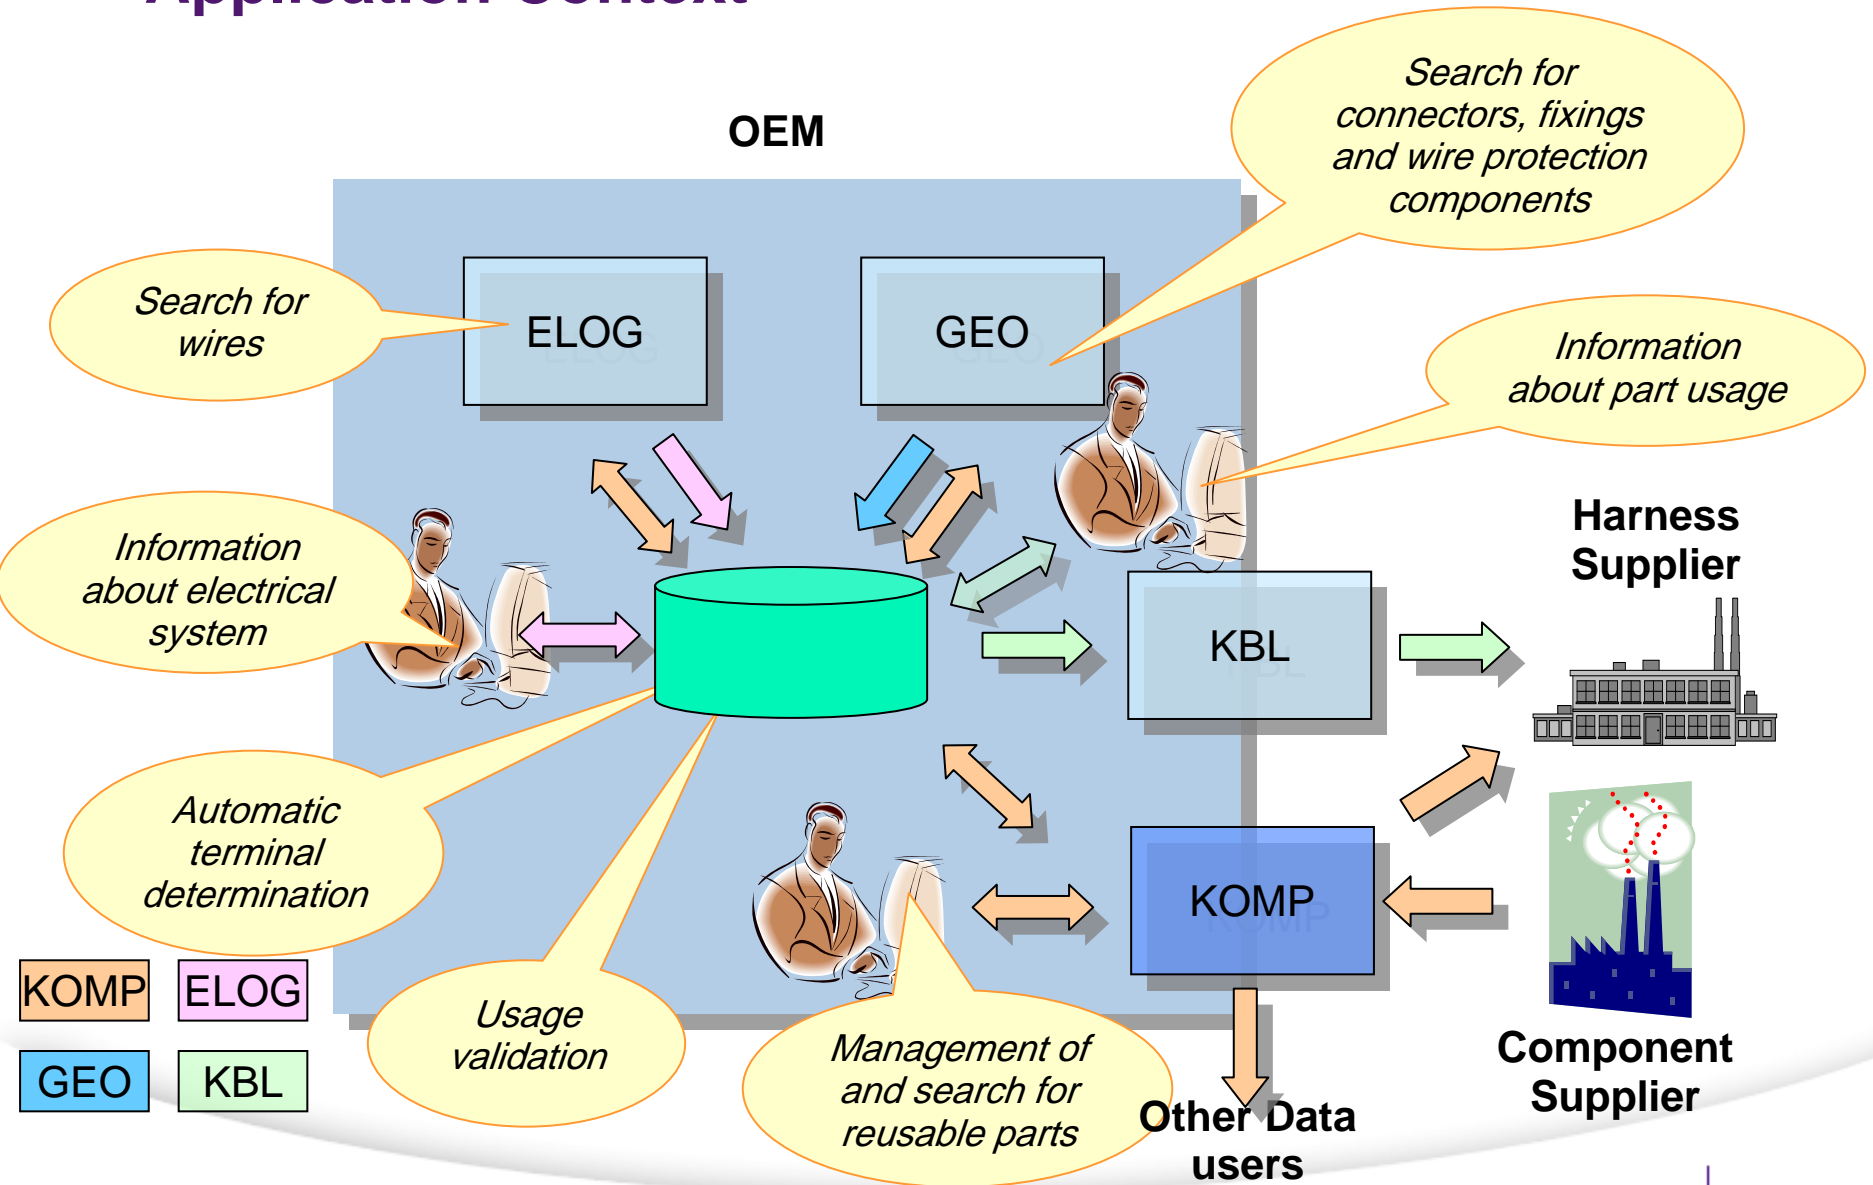 Application Context
OEM
Search for
connectors, fixings
and wire protection
components
Search for
wires
ELOG
GEO
Information
about part usage
Harness
Supplier
Information
about electrical
system
KBL
Automatic
terminal
determination
KOMP
KOMP
ELOG
GEO
KBL
Usage
validation
Management of
and search for
reusable parts
Component
Supplier
Other Data
users